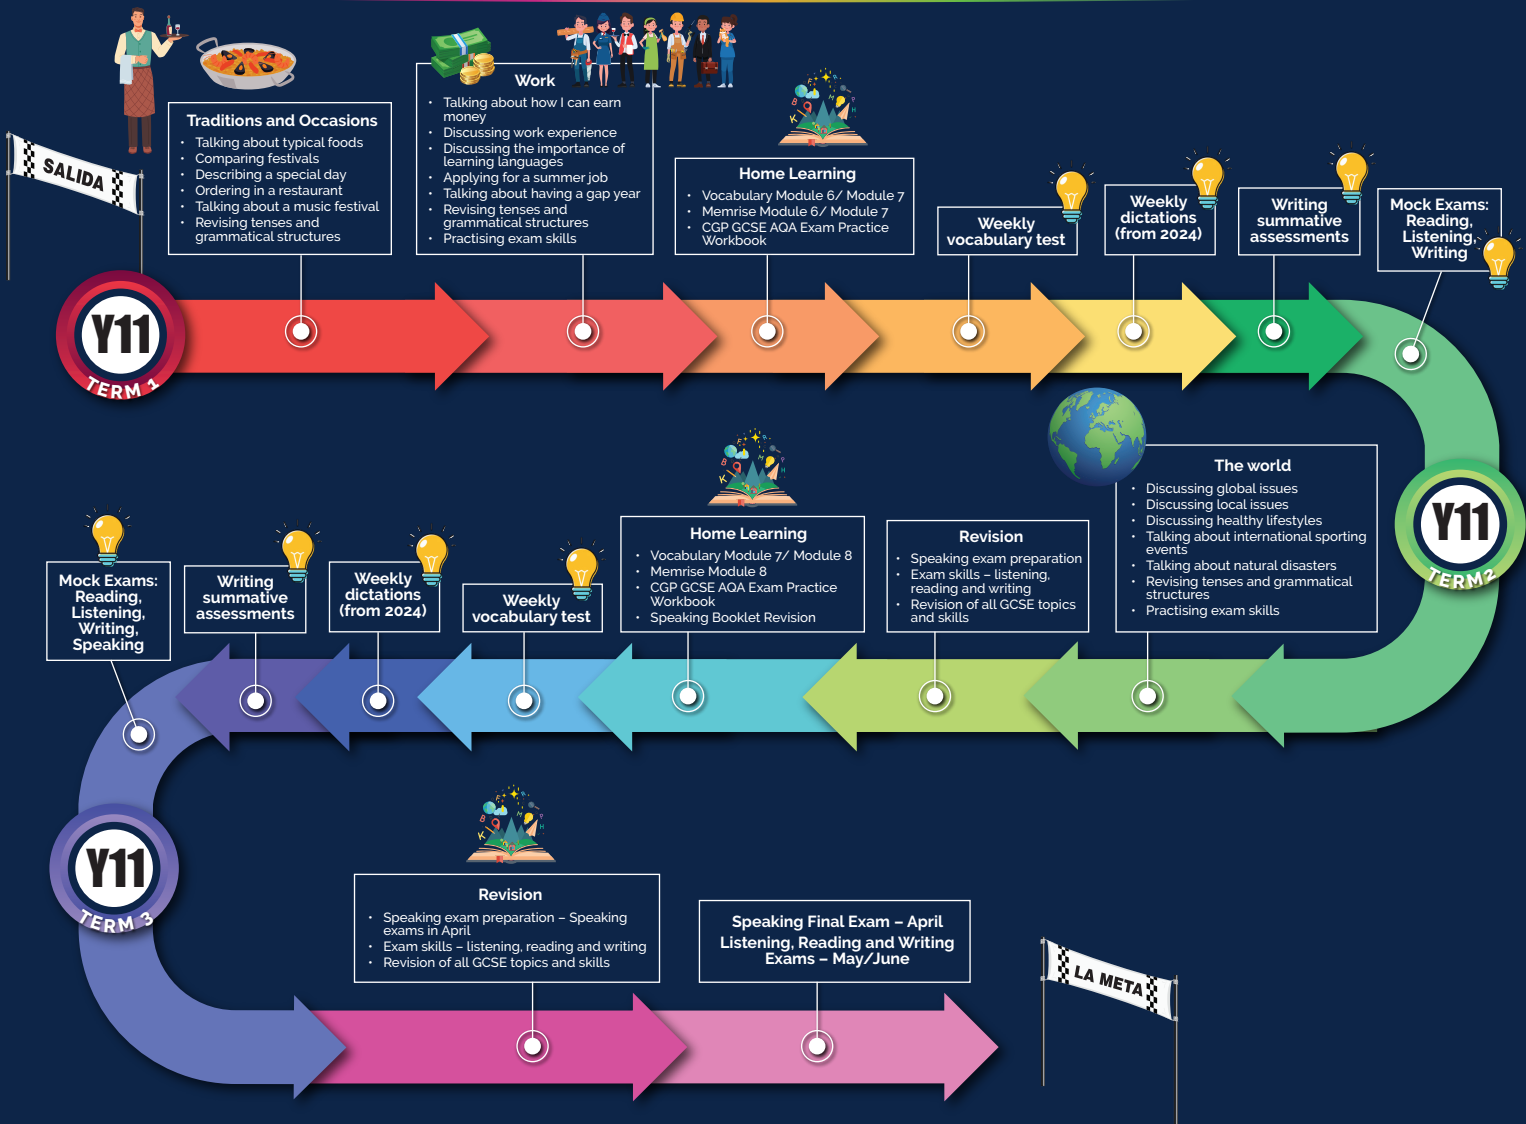 SALIDA
Traditions and Occasions
• Talking about typical foods
• Comparing festivals
• Describing a special day
• Ordering in a restaurant
• Talking about a music festival
• Revising tenses and
grammatical structures
Work
• Talking about how I can earn
money
• Discussing work experience
• Discussing the importance of
learning languages
• Applying for a summer job
• Talking about having a gap year
• Revising tenses and
grammatical structures
• Practising exam skills
Home Learning
• Vocabulary Module 6/ Module 7
• Memrise Module 6/ Module 7
• CGP GCSE AQA Exam Practice
Workbook
Weekly
vocabulary test
Weekly
dictations
(from 2024)
Writing
summative
assessments
Mock Exams:
Reading,
Listening,
Writing
Y11
TERM 1
The world
• Discussing global issues
• Discussing local issues
• Discussing healthy lifestyles
• Talking about international sporting
events
• Talking about natural disasters
• Revising tenses and grammatical
structures
• Practising exam skills
Y11
TERM2
Revision
• Speaking exam preparation
• Exam skills – listening,
reading and writing
• Revision of all GCSE topics
and skills
Home Learning
• Vocabulary Module 7/ Module 8
• Memrise Module 8
• CGP GCSE AQA Exam Practice
Workbook
• Speaking Booklet Revision
Weekly
vocabulary test
Weekly
dictations
(from 2024)
Writing
summative
assessments
Mock Exams:
Reading,
Listening,
Writing,
Speaking
Y11
TERM 3
Revision
• Speaking exam preparation – Speaking
exams in April
• Exam skills – listening, reading and writing
• Revision of all GCSE topics and skills
Speaking Final Exam – April
Listening, Reading and Writing
Exams – May/June
LA META